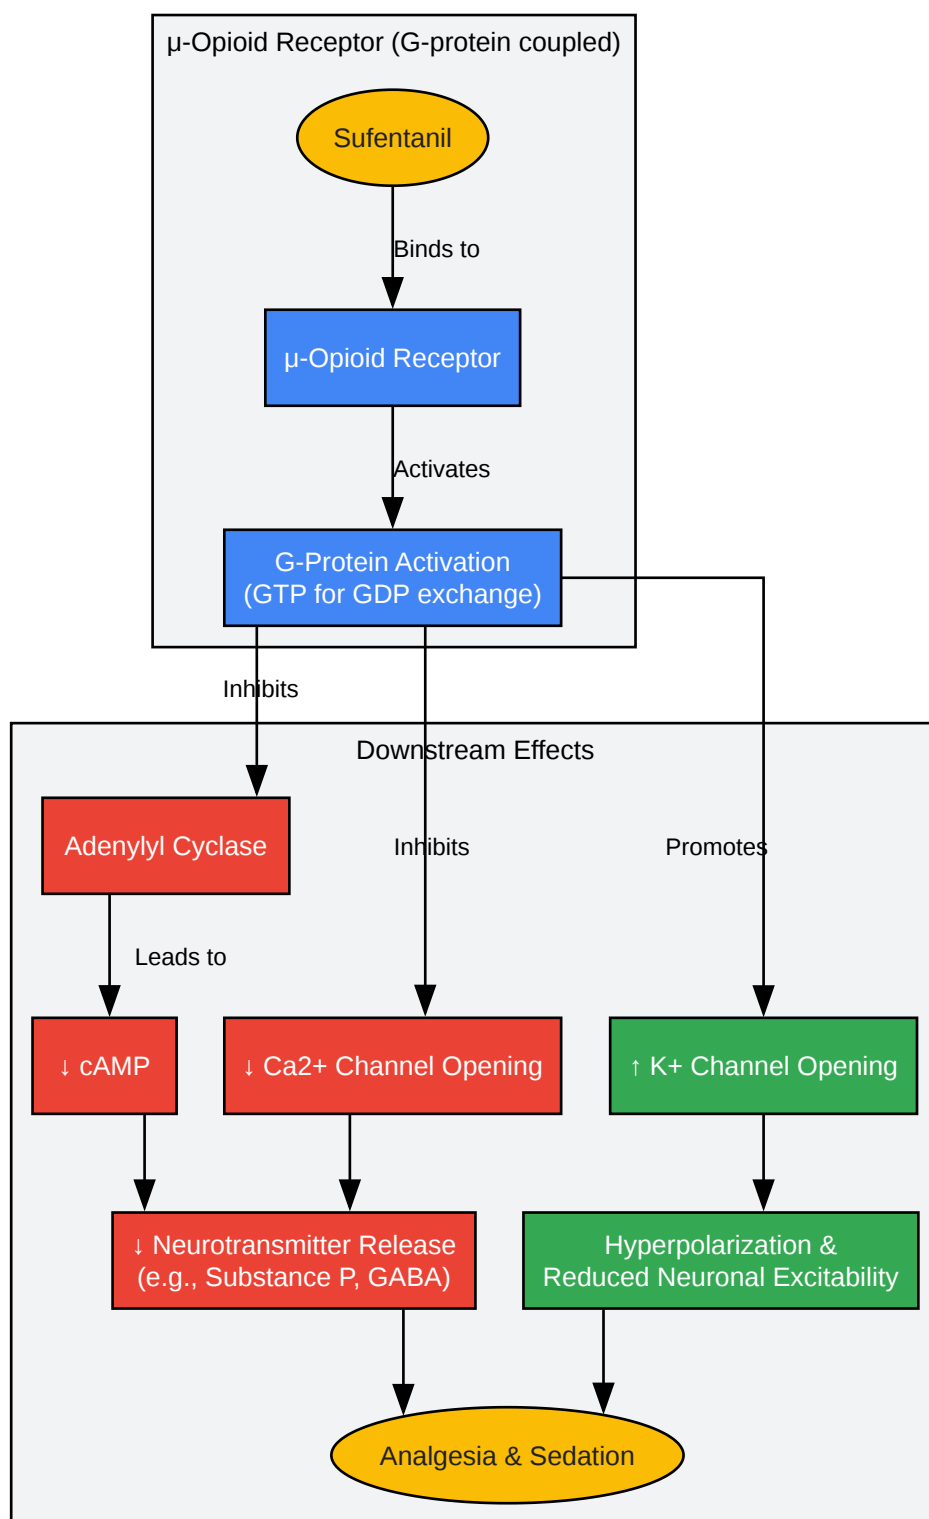 μ-Opioid Receptor (G-protein coupled)
Sufentanil
Binds to
μ-Opioid Receptor
Activates
G-Protein Activation
(GTP for GDP exchange)
Inhibits
Downstream Effects
Adenylyl Cyclase
Inhibits
Promotes
Leads to
↓ cAMP
↓ Ca2+ Channel Opening
↑ K+ Channel Opening
↓ Neurotransmitter Release
(e.g., Substance P, GABA)
Hyperpolarization &
Reduced Neuronal Excitability
Analgesia & Sedation